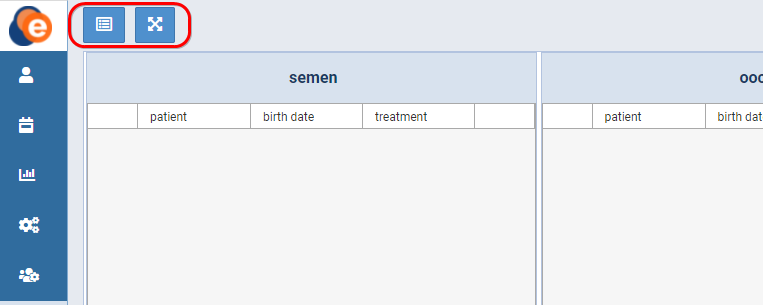 e
semen
ooc
patient birth date treatment
patient birth dat